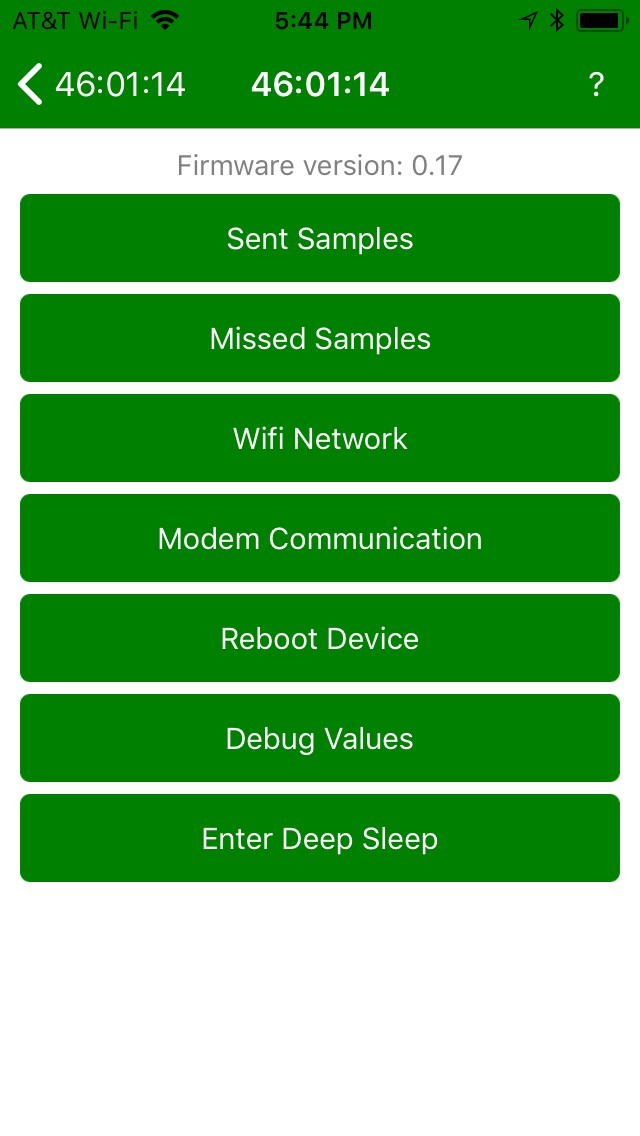 AT&T Wi-Fi 5:44 PM
46:01:14 46:01:14 ?
Firmware version: 0.17
Sent Samples
Missed Samples
Wifi Network
Modem Communication
Reboot Device
Debug Values
Enter Deep Sleep